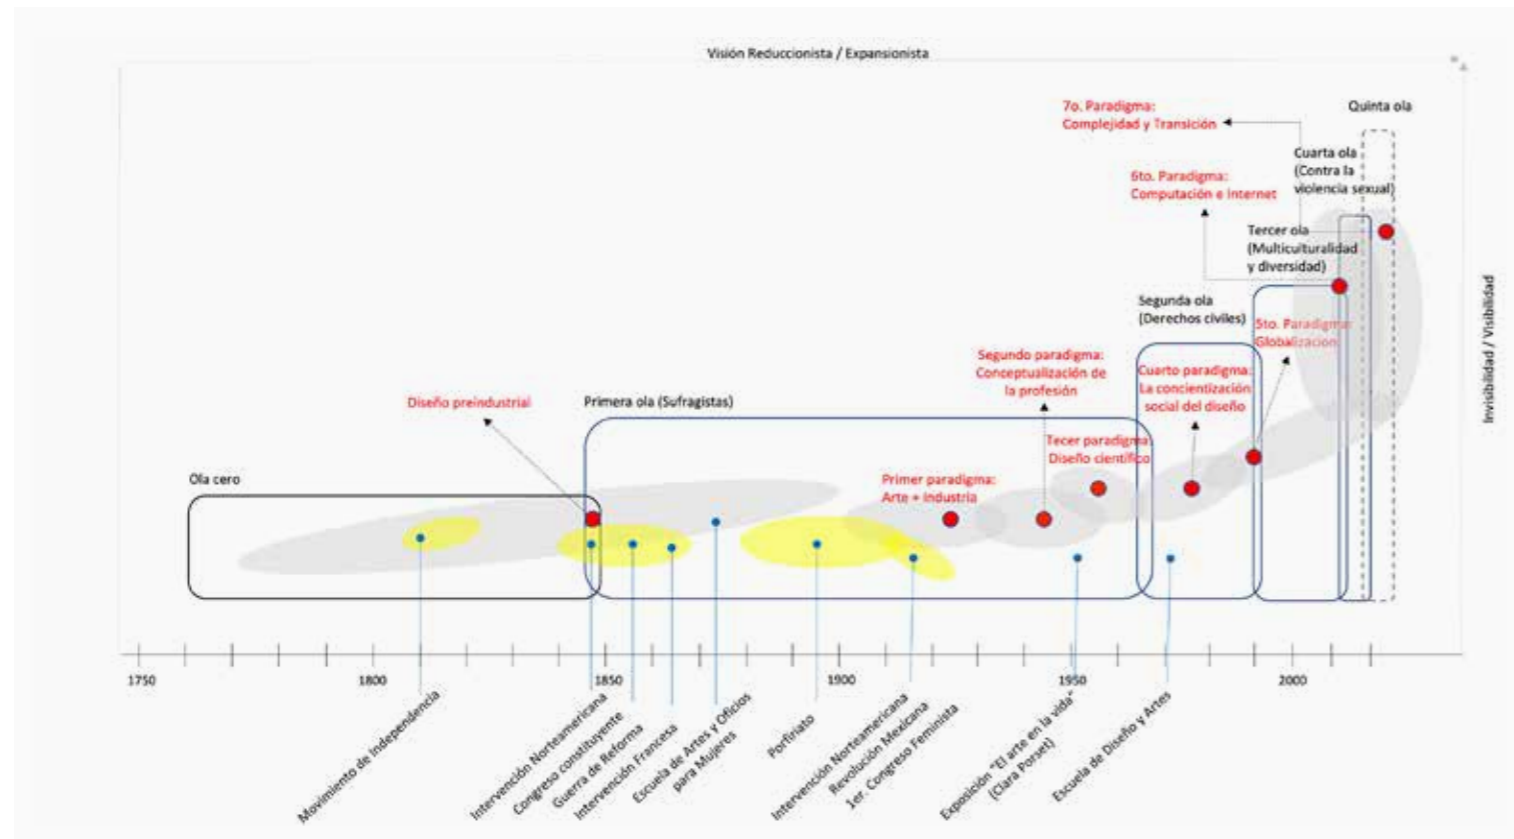 Visión Reduccionista / Expansionista
7o. Paradigma:
Complejidad y Transición
Quinta ola
Cuarta ola
(Contra la
violencia sexual)
6to. Paradigma:
Computación e Internet
Tercer ola
(Multiculturalidad
y diversidad)
Segunda ola
(Derechos civiles)
5to. Paradigma:
Globalizacion
Invisibilidad / Visibilidad
Segundo paradigma:
Conceptualización de
la profesión
Cuarto paradigma:
La concientización
social del diseño
Diseño preindustrial
Primera ola (Sufragistas)
Tecer paradigma:
Diseño científico
Primer paradigma:
Arte + industria
Ola cero
1750
1800
1850
1900
1950
2000
Movimiento de Independencia
Intervención Norteamericana
Congreso constituyente
Guerra de Reforma
Intervención Francesa
Escuela de Artes y Oficios
para Mujeres
Porfiriato
Intervención Norteamericana
Revolución Mexicana
1er. Congreso Feminista
Exposición "El arte en la vida"
(Clara Porset)
Escuela de Diseño y Artes